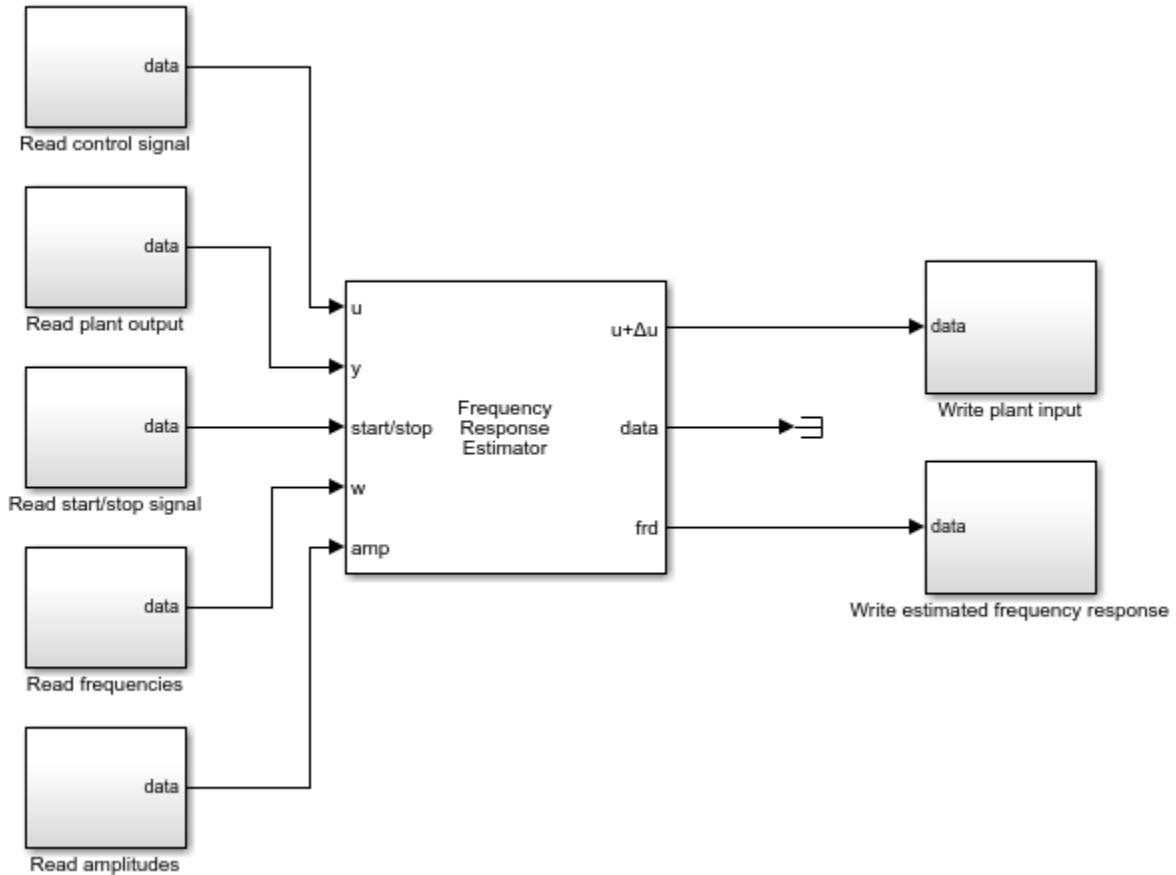 data
Read control signal
data
Read plant output
data
Read start/stop signal
data
Read frequencies
data
Read amplitudes
u
y
start/stop
w
amp
Frequency
Response
Estimator
u+Δu
data
frd
data
Write plant input
data
Write estimated frequency response